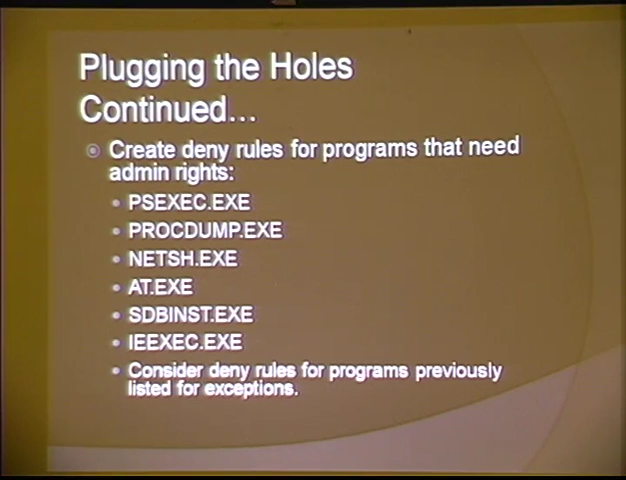 Plugging the Holes
Continued...
Create deny rules for programs that need
admin rights:
PSEXEC.EXE
PROCDUMP.EXE
NETSH.EXE
AT.EXE
SDBINST.EXE
IEEXEC.EXE
Consider deny rules for programs previously
listed for exceptions.